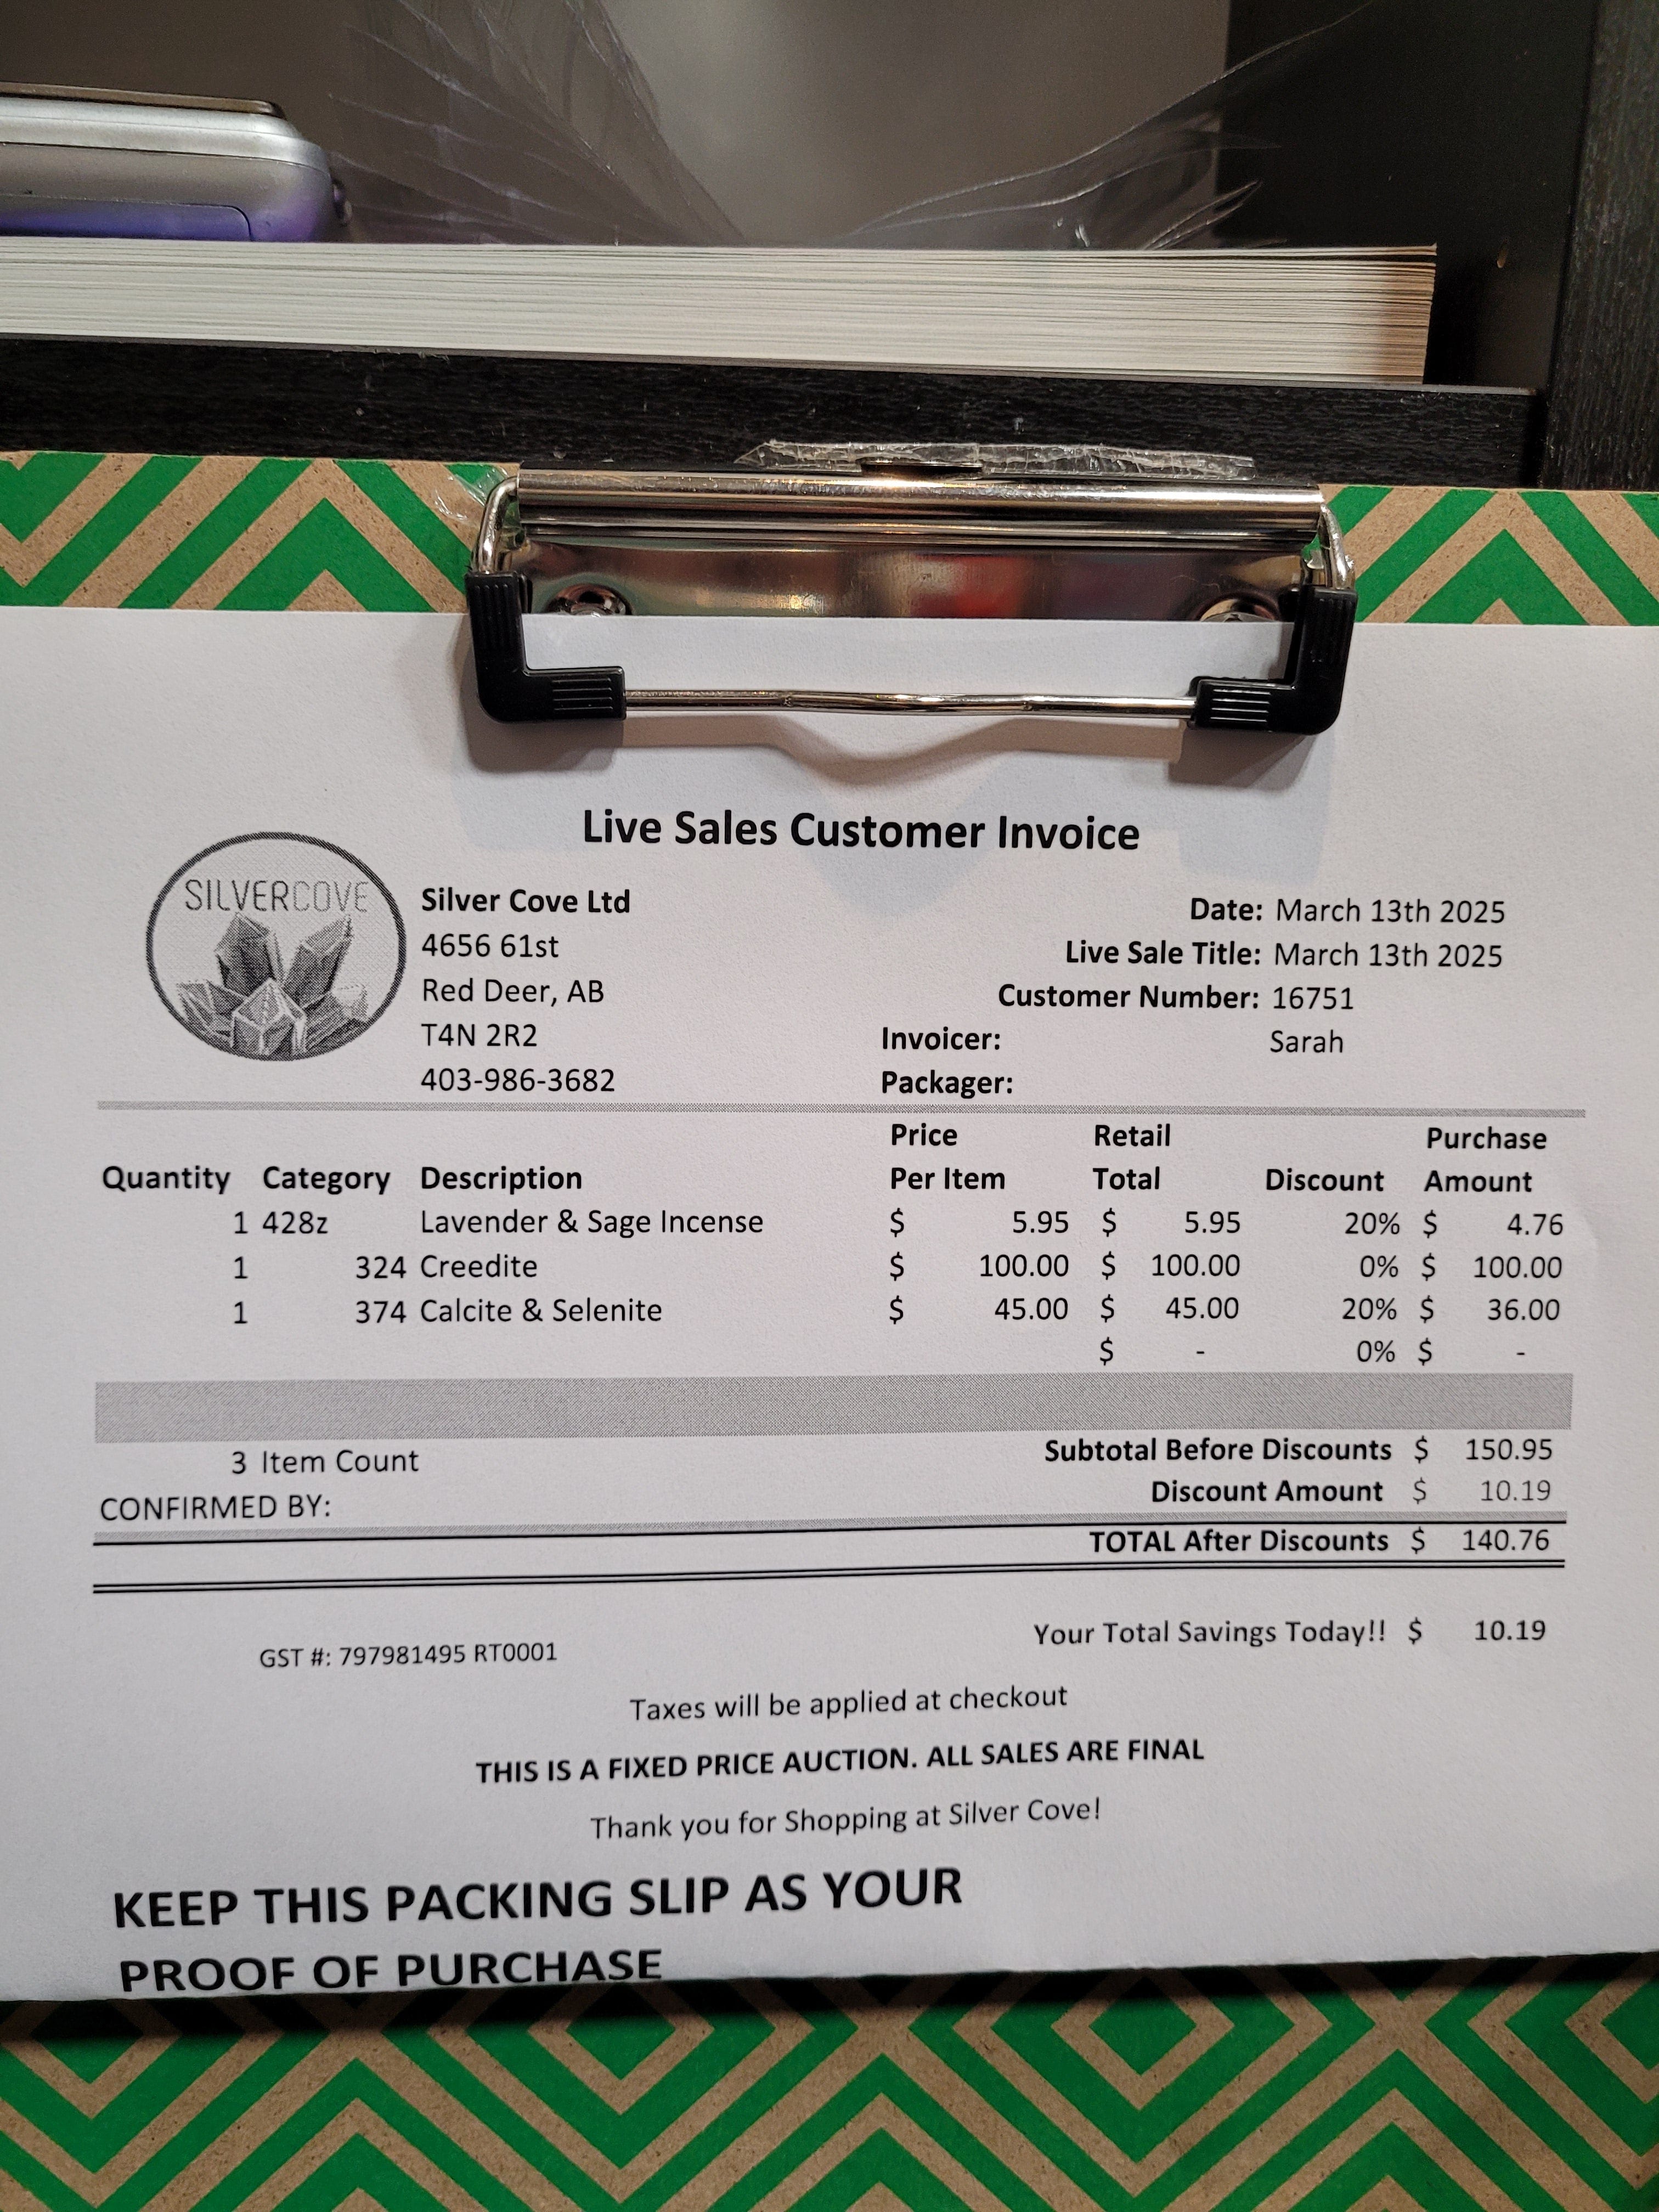 Live Sales Customer Invoice
SILVERCOVE
Silver Cove Ltd
4656 61st
Red Deer, AB
T4N 2R2
403-986-3682
Date: March 13th 2025
Live Sale Title: March 13th 2025
Customer Number: 16751
Invoicer: Sarah
Packager:
Quantity Category Description Price Per Item Retail Total Discount Purchase Amount
1 428z Lavender & Sage Incense $ 5.95 $ 5.95 20% $ 4.76
1 324 Creedite $ 100.00 $ 100.00 0% $ 100.00
1 374 Calcite & Selenite $ 45.00 $ 45.00 20% $ 36.00
$ - 0% $ -
3 Item Count
Subtotal Before Discounts $ 150.95
CONFIRMED BY:
Discount Amount $ 10.19
TOTAL After Discounts $ 140.76
Your Total Savings Today!! $ 10.19
GST #: 797981495 RT0001
Taxes will be applied at checkout
THIS IS A FIXED PRICE AUCTION. ALL SALES ARE FINAL
Thank you for Shopping at Silver Cove!
KEEP THIS PACKING SLIP AS YOUR
PROOF OF PURCHASE